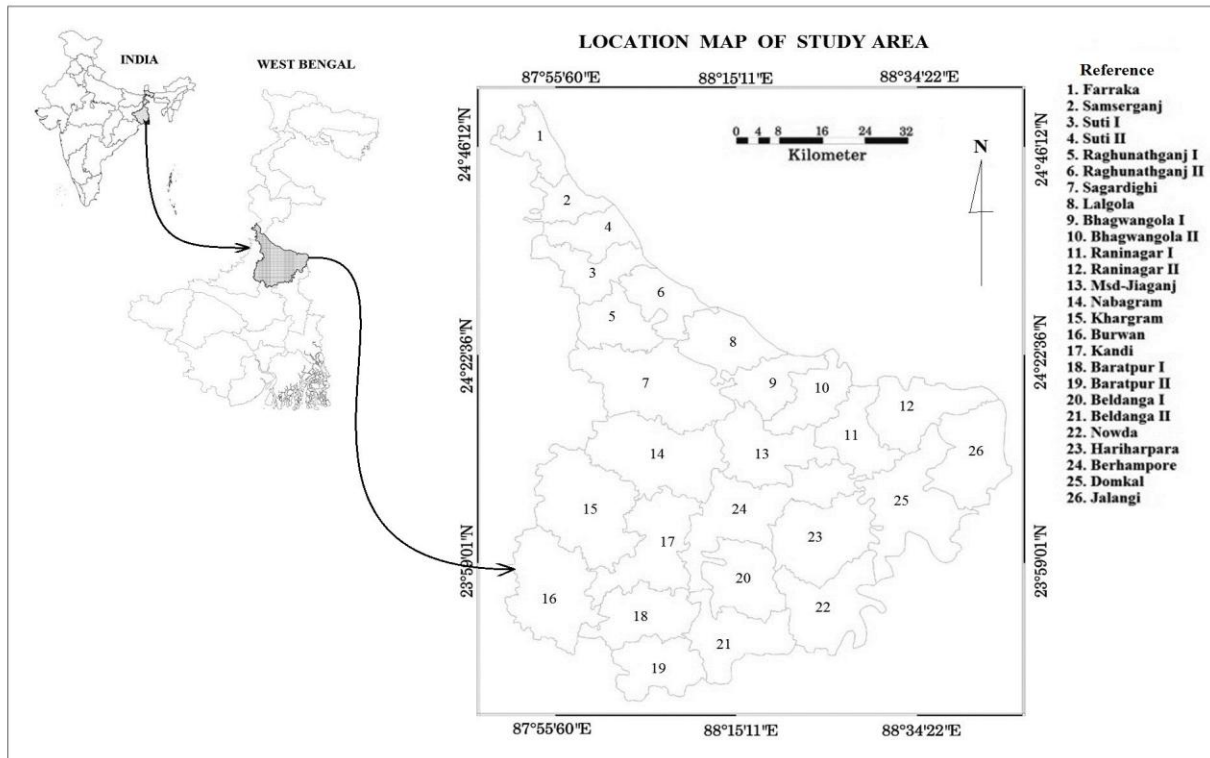 LOCATION MAP OF STUDY AREA
INDIA
WEST BENGAL
87°55'60"E 88°15'11"E 88°34'22"E
24°46'12"N
24°22'36"N
23°59'01"N
0 4 8 16 24 32
Kilometer
N
1
2
4
3
6
5
8
7
9
10
12
11
26
14
13
25
15
24
17
23
16
20
18
22
21
19
24°46'12"N
24°22'36"N
23°59'01"N
87°55'60"E 88°15'11"E 88°34'22"E
Reference
1. Farraka
2. Samserganj
3. Suti I
4. Suti II
5. Raghunathganj I
6. Raghunathganj II
7. Sagardighi
8. Lalgola
9. Bhagwangola I
10. Bhagwangola II
11. Raninagar I
12. Raninagar II
13. Msd-Jiaganj
14. Nabagram
15. Khargram
16. Burwan
17. Kandi
18. Baratpur I
19. Baratpur II
20. Beldanga I
21. Beldanga II
22. Nowda
23. Hariharpara
24. Berhampore
25. Domkal
26. Jalangi